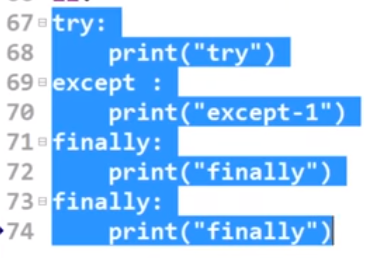 67 try:
68     print("try")
69 except :
70     print("except-1")
71 finally:
72     print("finally")
73 finally:
74     print("finally")